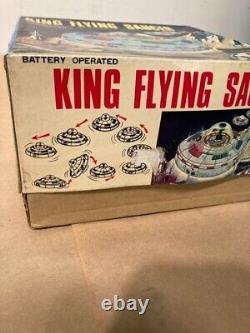 KING FLYING SAUCER
BATTERY OPERATED
KING FLYING SA